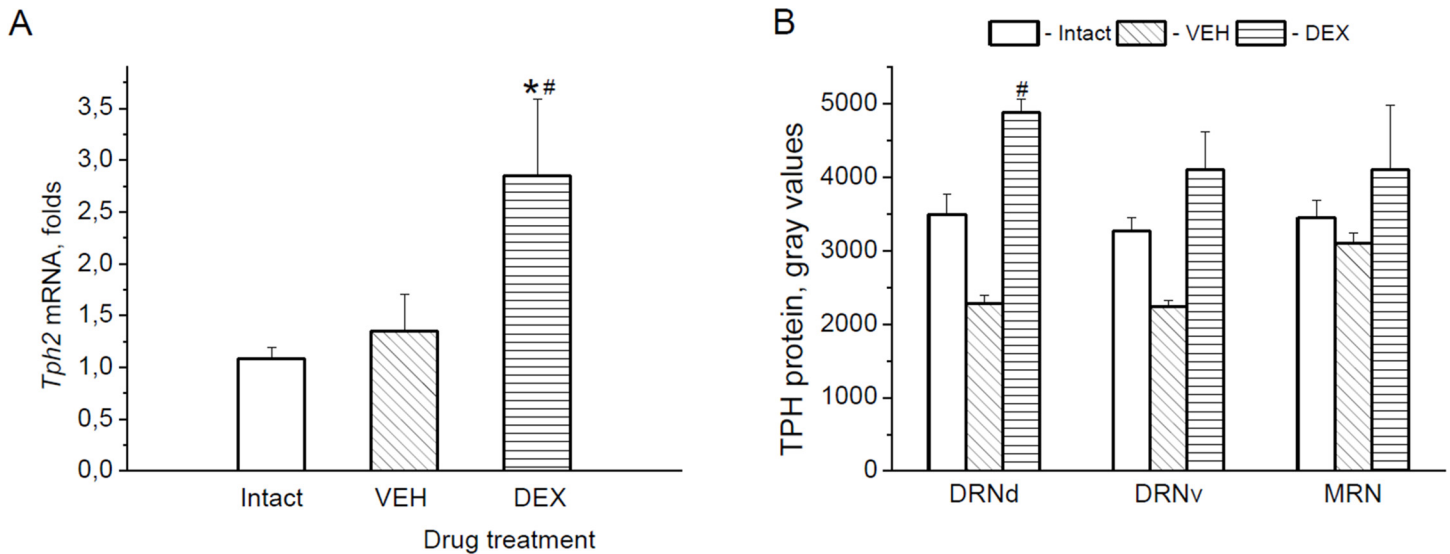 A
Tph2 mRNA, folds
3,5
3,0
2,5
2,0
1,5
1,0
0,5
0,0
*#
Intact VEH DEX
Drug treatment
B
- Intact - VEH - DEX
TPH protein, gray values
5000
4000
3000
2000
1000
0
#
DRNd DRNv MRN